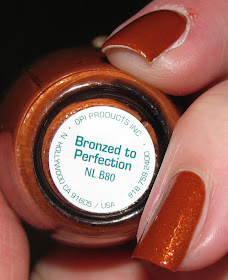 OPI PRODUCTS INC.
Bronzed to
Perfection
NL B80
N. HOLLYWOOD CA 91605 / USA
818.759.2400